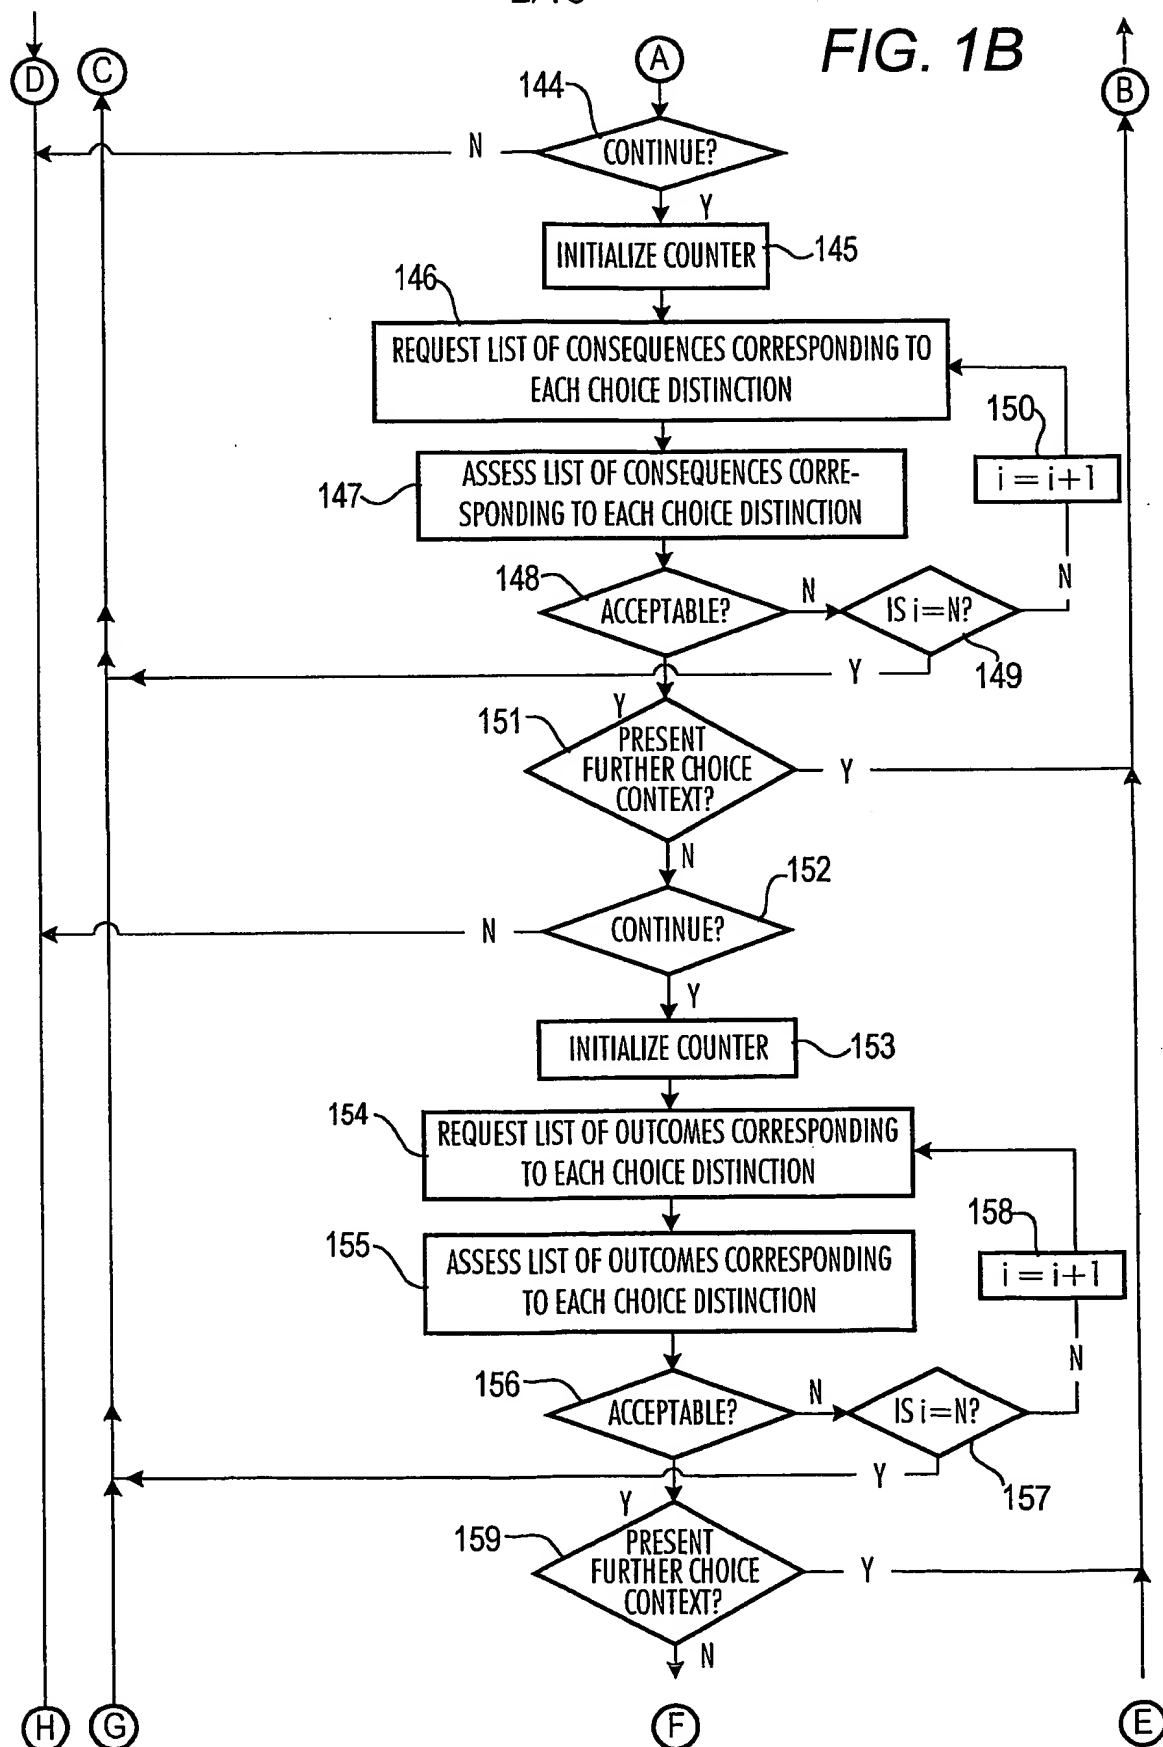 FIG. 1B
D
C
A
B
144
CONTINUE?
N
Y
INITIALIZE COUNTER
145
146
REQUEST LIST OF CONSEQUENCES CORRESPONDING TO
EACH CHOICE DISTINCTION
150
i = i+1
147
ASSESS LIST OF CONSEQUENCES CORRE-
SPONDING TO EACH CHOICE DISTINCTION
N
148
ACCEPTABLE?
N
IS i=N?
149
Y
Y
151
PRESENT
FURTHER CHOICE
CONTEXT?
Y
N
152
CONTINUE?
N
Y
INITIALIZE COUNTER
153
154
REQUEST LIST OF OUTCOMES CORRESPONDING
TO EACH CHOICE DISTINCTION
158
i = i+1
155
ASSESS LIST OF OUTCOMES CORRESPONDING
TO EACH CHOICE DISTINCTION
N
156
ACCEPTABLE?
N
IS i=N?
157
Y
Y
159
PRESENT
FURTHER CHOICE
CONTEXT?
Y
N
H
G
F
E